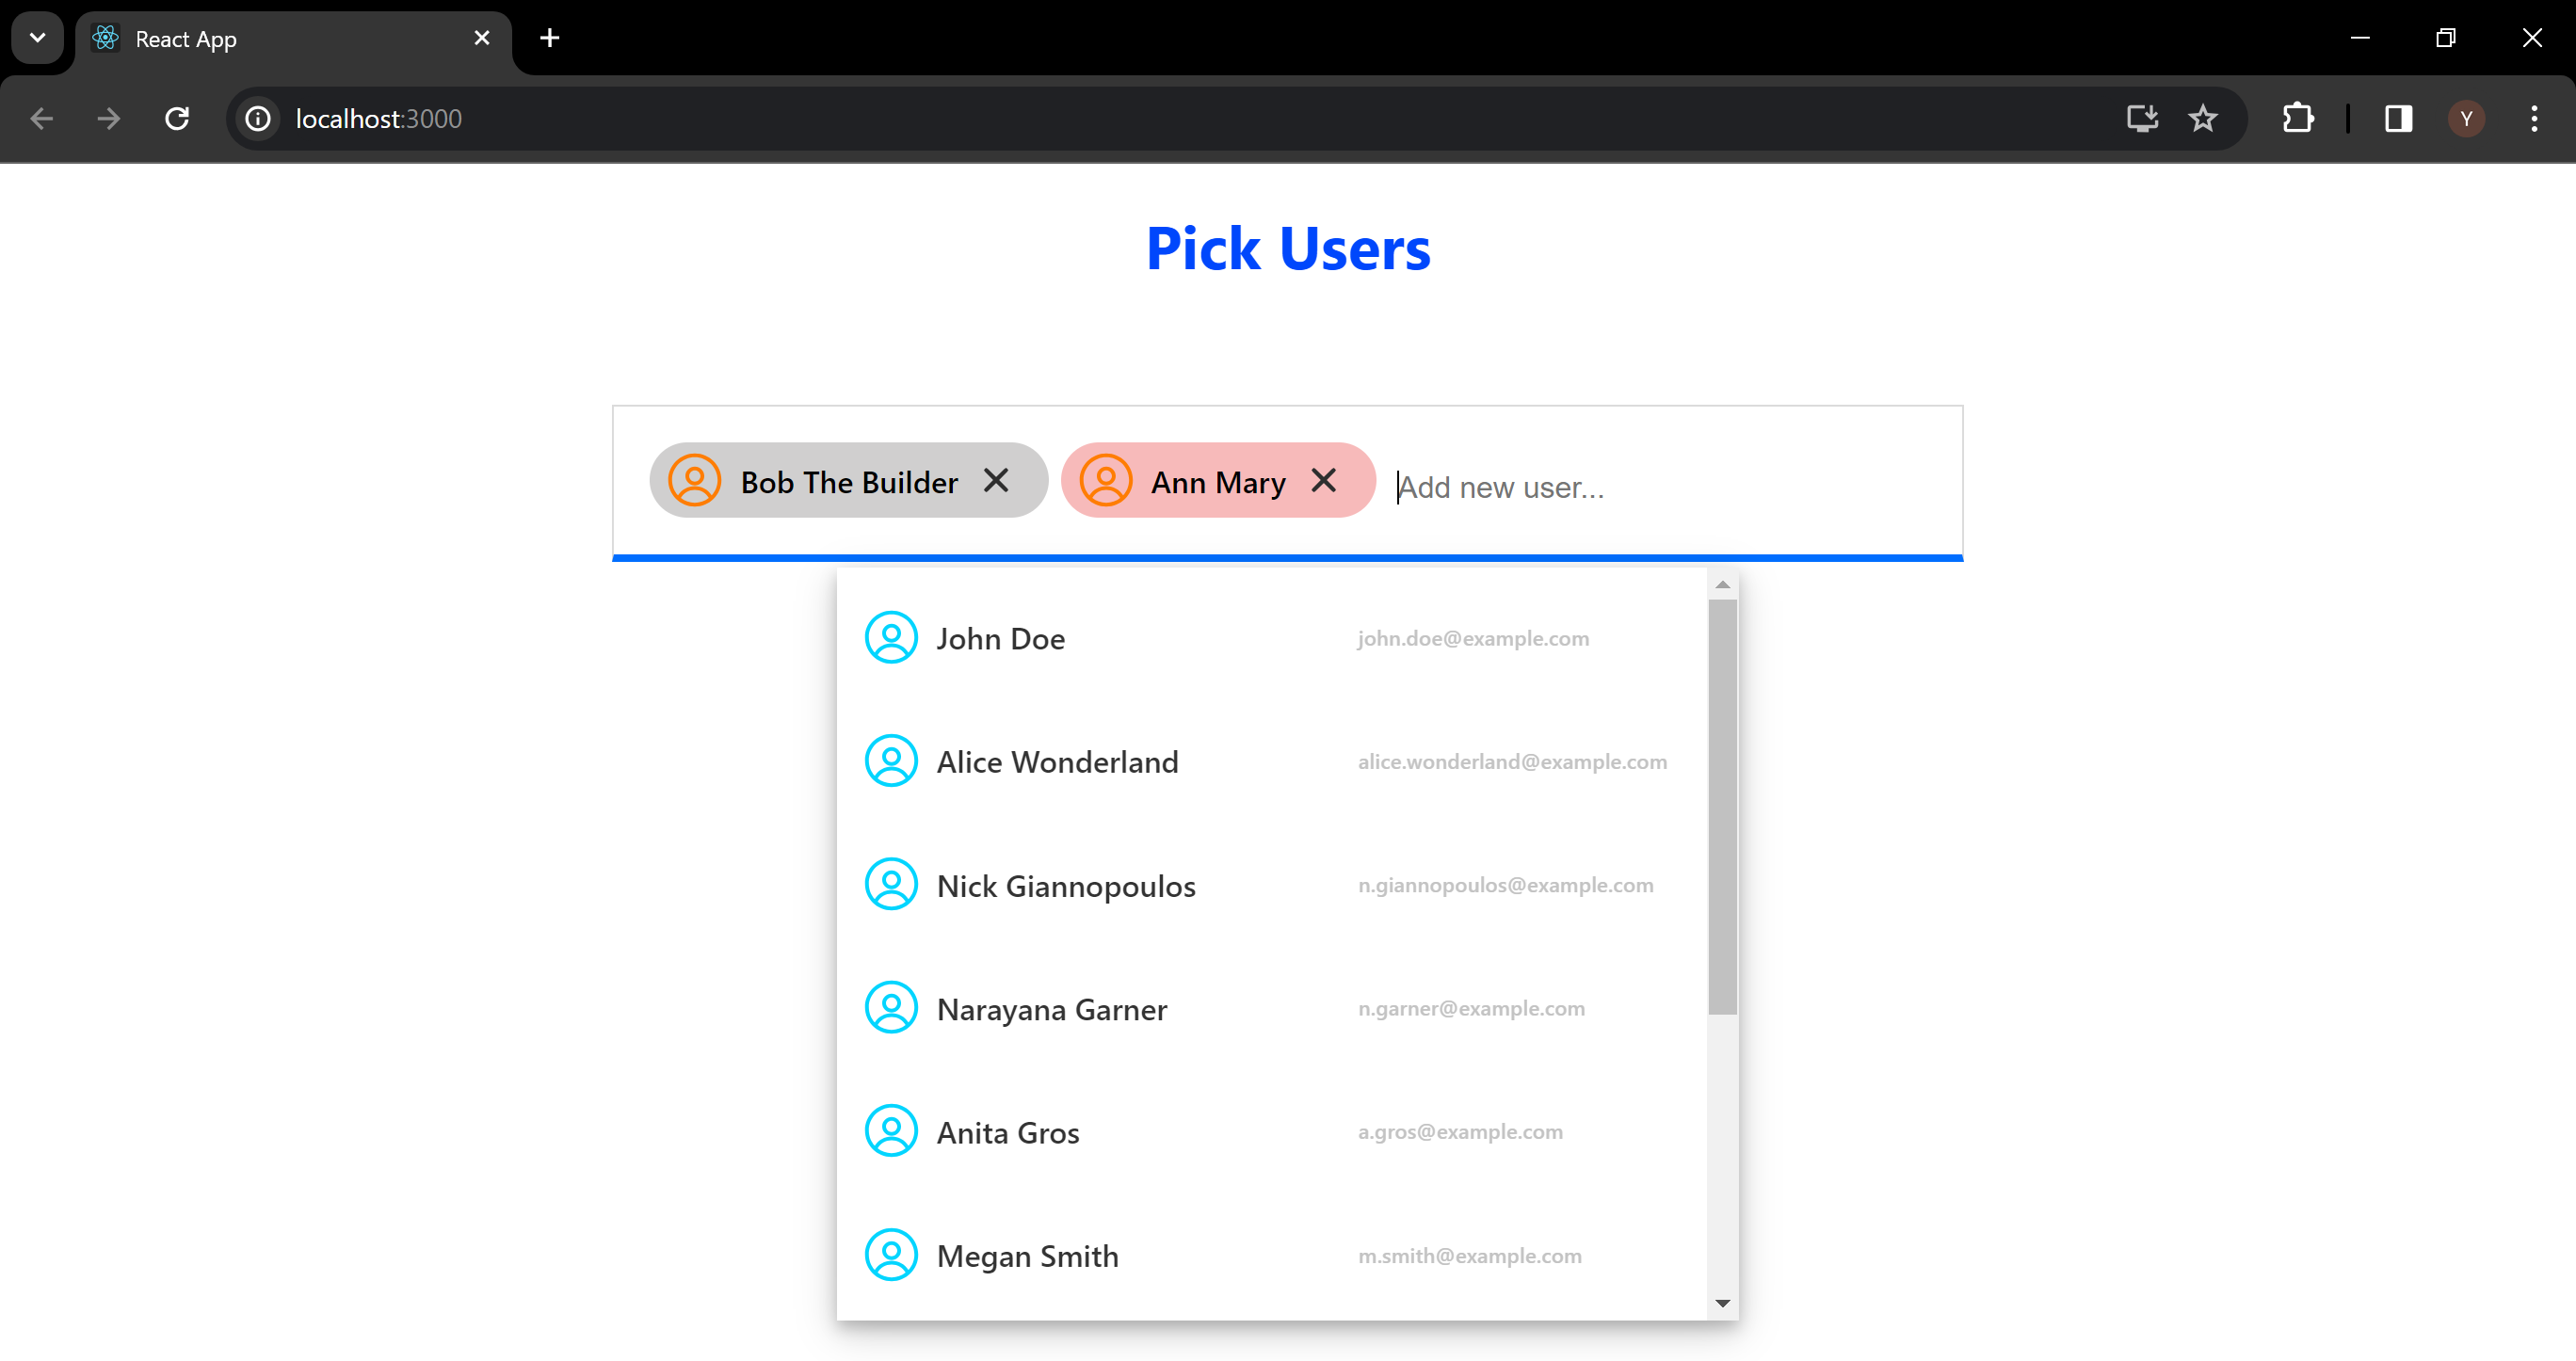 React App
localhost:3000
Y
Pick Users
Bob The Builder Ann Mary Add new user...
John Doe john.doe@example.com
Alice Wonderland alice.wonderland@example.com
Nick Giannopoulos n.giannopoulos@example.com
Narayana Garner n.garner@example.com
Anita Gros a.gros@example.com
Megan Smith m.smith@example.com